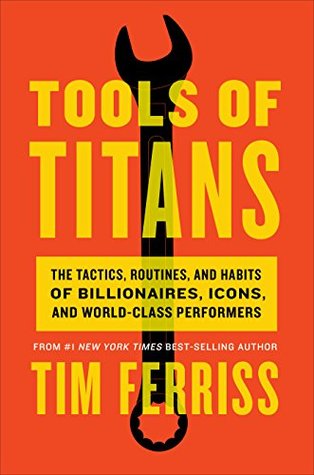 TOOLS OF
TITANS
THE TACTICS, ROUTINES, AND HABITS
OF BILLIONAIRES, ICONS,
AND WORLD-CLASS PERFORMERS
FROM #1 NEW YORK TIMES BEST-SELLING AUTHOR
TIM FERRISS